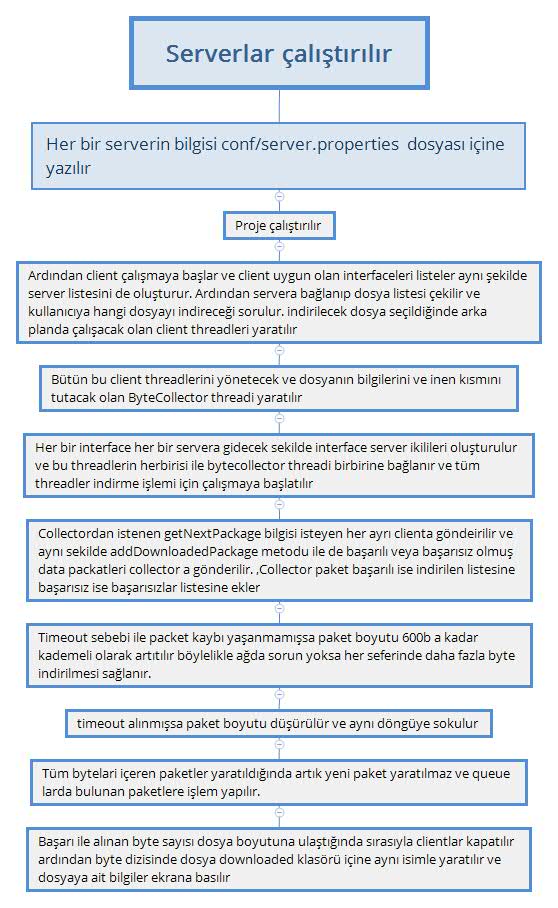 Serverlar çalıştırılır
Her bir serverin bilgisi conf/server.properties dosyası içine
yazılır
Proje çalıştırılır
Ardından client çalışmaya başlar ve client uygun olan interfaceleri listeler aynı şekilde
server listesini de oluşturur. Ardından servera bağlanıp dosya listesi çekilir ve
kullanıcıya hangi dosyayı indireceği sorulur. indirilecek dosya seçildiğinde arka
planda çalışacak olan client threadleri yaratılır
Bütün bu client threadlerini yönetecek ve dosyanın bilgilerini ve inen kısmını
tutacak olan ByteCollector threadi yaratılır
Her bir interface her bir servera gidecek sekilde interface server ikilileri oluşturulur
ve bu threadlerin herbirisi ile bytecollector threadi birbirine bağlanır ve tüm
threadler indirme işlemi için çalışmaya başlatılır
Collectordan istenen getNextPackage bilgisi isteyen her ayrı clienta göndeirilir ve
aynı sekilde addDownloadedPackage metodu ile de başarılı veya başarısız olmuş
data packatleri collector a gönderilir. ,Collector paket başarılı ise indirilen listesine
başarısız ise başarısızlar listesine ekler
Timeout sebebi ile packet kaybı yaşanmamışsa paket boyutu 600b a kadar
kademeli olarak artıtılır böylelikle ağda sorun yoksa her seferinde daha fazla byte
indirilmesi sağlanır.
timeout alınmışsa paket boyutu düşürülür ve aynı döngüye sokulur
Tüm bytelari içeren paketler yaratıldığında artık yeni paket yaratılmaz ve queue
larda bulunan paketlere işlem yapılır.
Başarı ile alınan byte sayısı dosya boyutuna ulaştığında sırasıyla clientlar kapatılır
ardından byte dizisinde dosya downloaded klasörü içine aynı isimle yaratılır ve
dosyaya ait bilgiler ekrana basılır